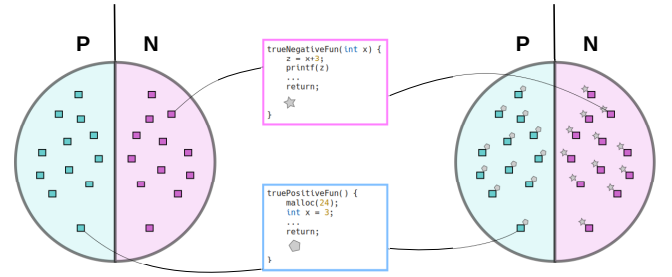 P N
trueNegativeFun(int x) {
z = x+3;
printf(z)
...
return;
}
truePositiveFun() {
malloc(24);
int x = 3;
...
return;
}
P N